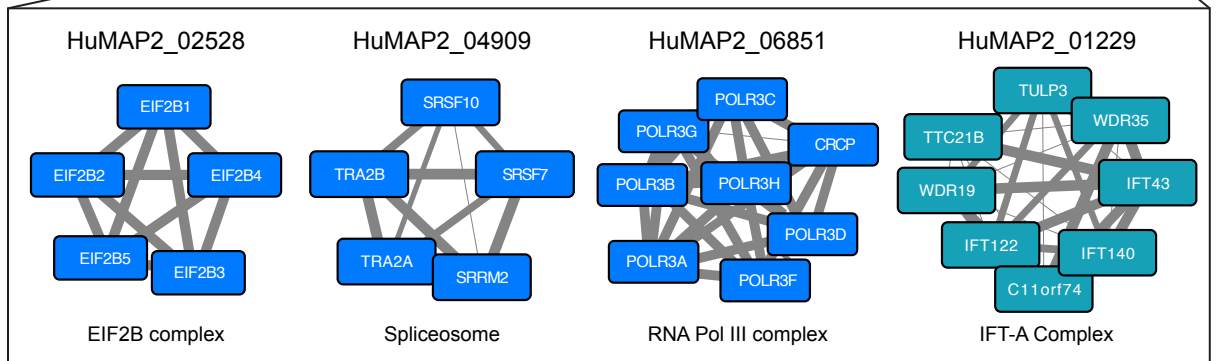 HuMAP2_02528 HuMAP2_04909 HuMAP2_06851 HuMAP2_01229
EIF2B1
EIF2B2
EIF2B4
EIF2B5
EIF2B3
EIF2B complex
SRSF10
TRA2B
SRSF7
TRA2A
SRRM2
Spliceosome
POLR3C
POLR3G
CRCP
POLR3B
POLR3H
POLR3D
POLR3A
POLR3F
RNA Pol III complex
TULP3
WDR35
TTC21B
IFT43
WDR19
IFT122
IFT140
C11orf74
IFT-A Complex